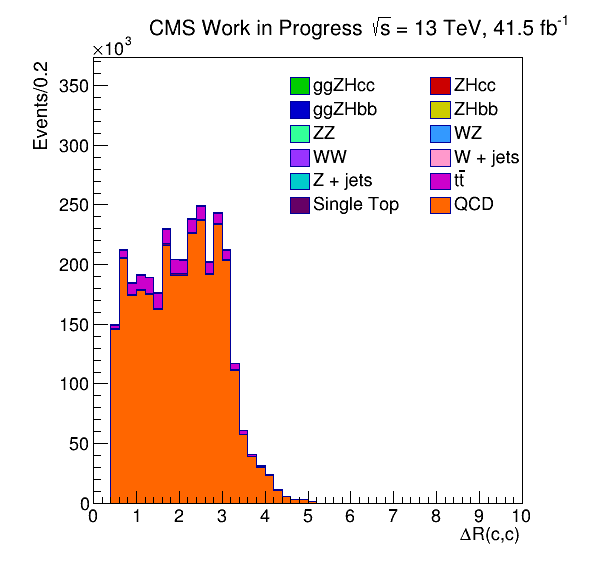 CMS Work in Progress √s = 13 TeV, 41.5 fb⁻¹
×10³
Events/0.2
350
300
250
200
150
100
50
0
ggZHcc ZHcc
ggZHbb ZHbb
ZZ WZ
WW W + jets
Z + jets tt̄
Single Top QCD
0 1 2 3 4 5 6 7 8 9 10
ΔR(c,c)